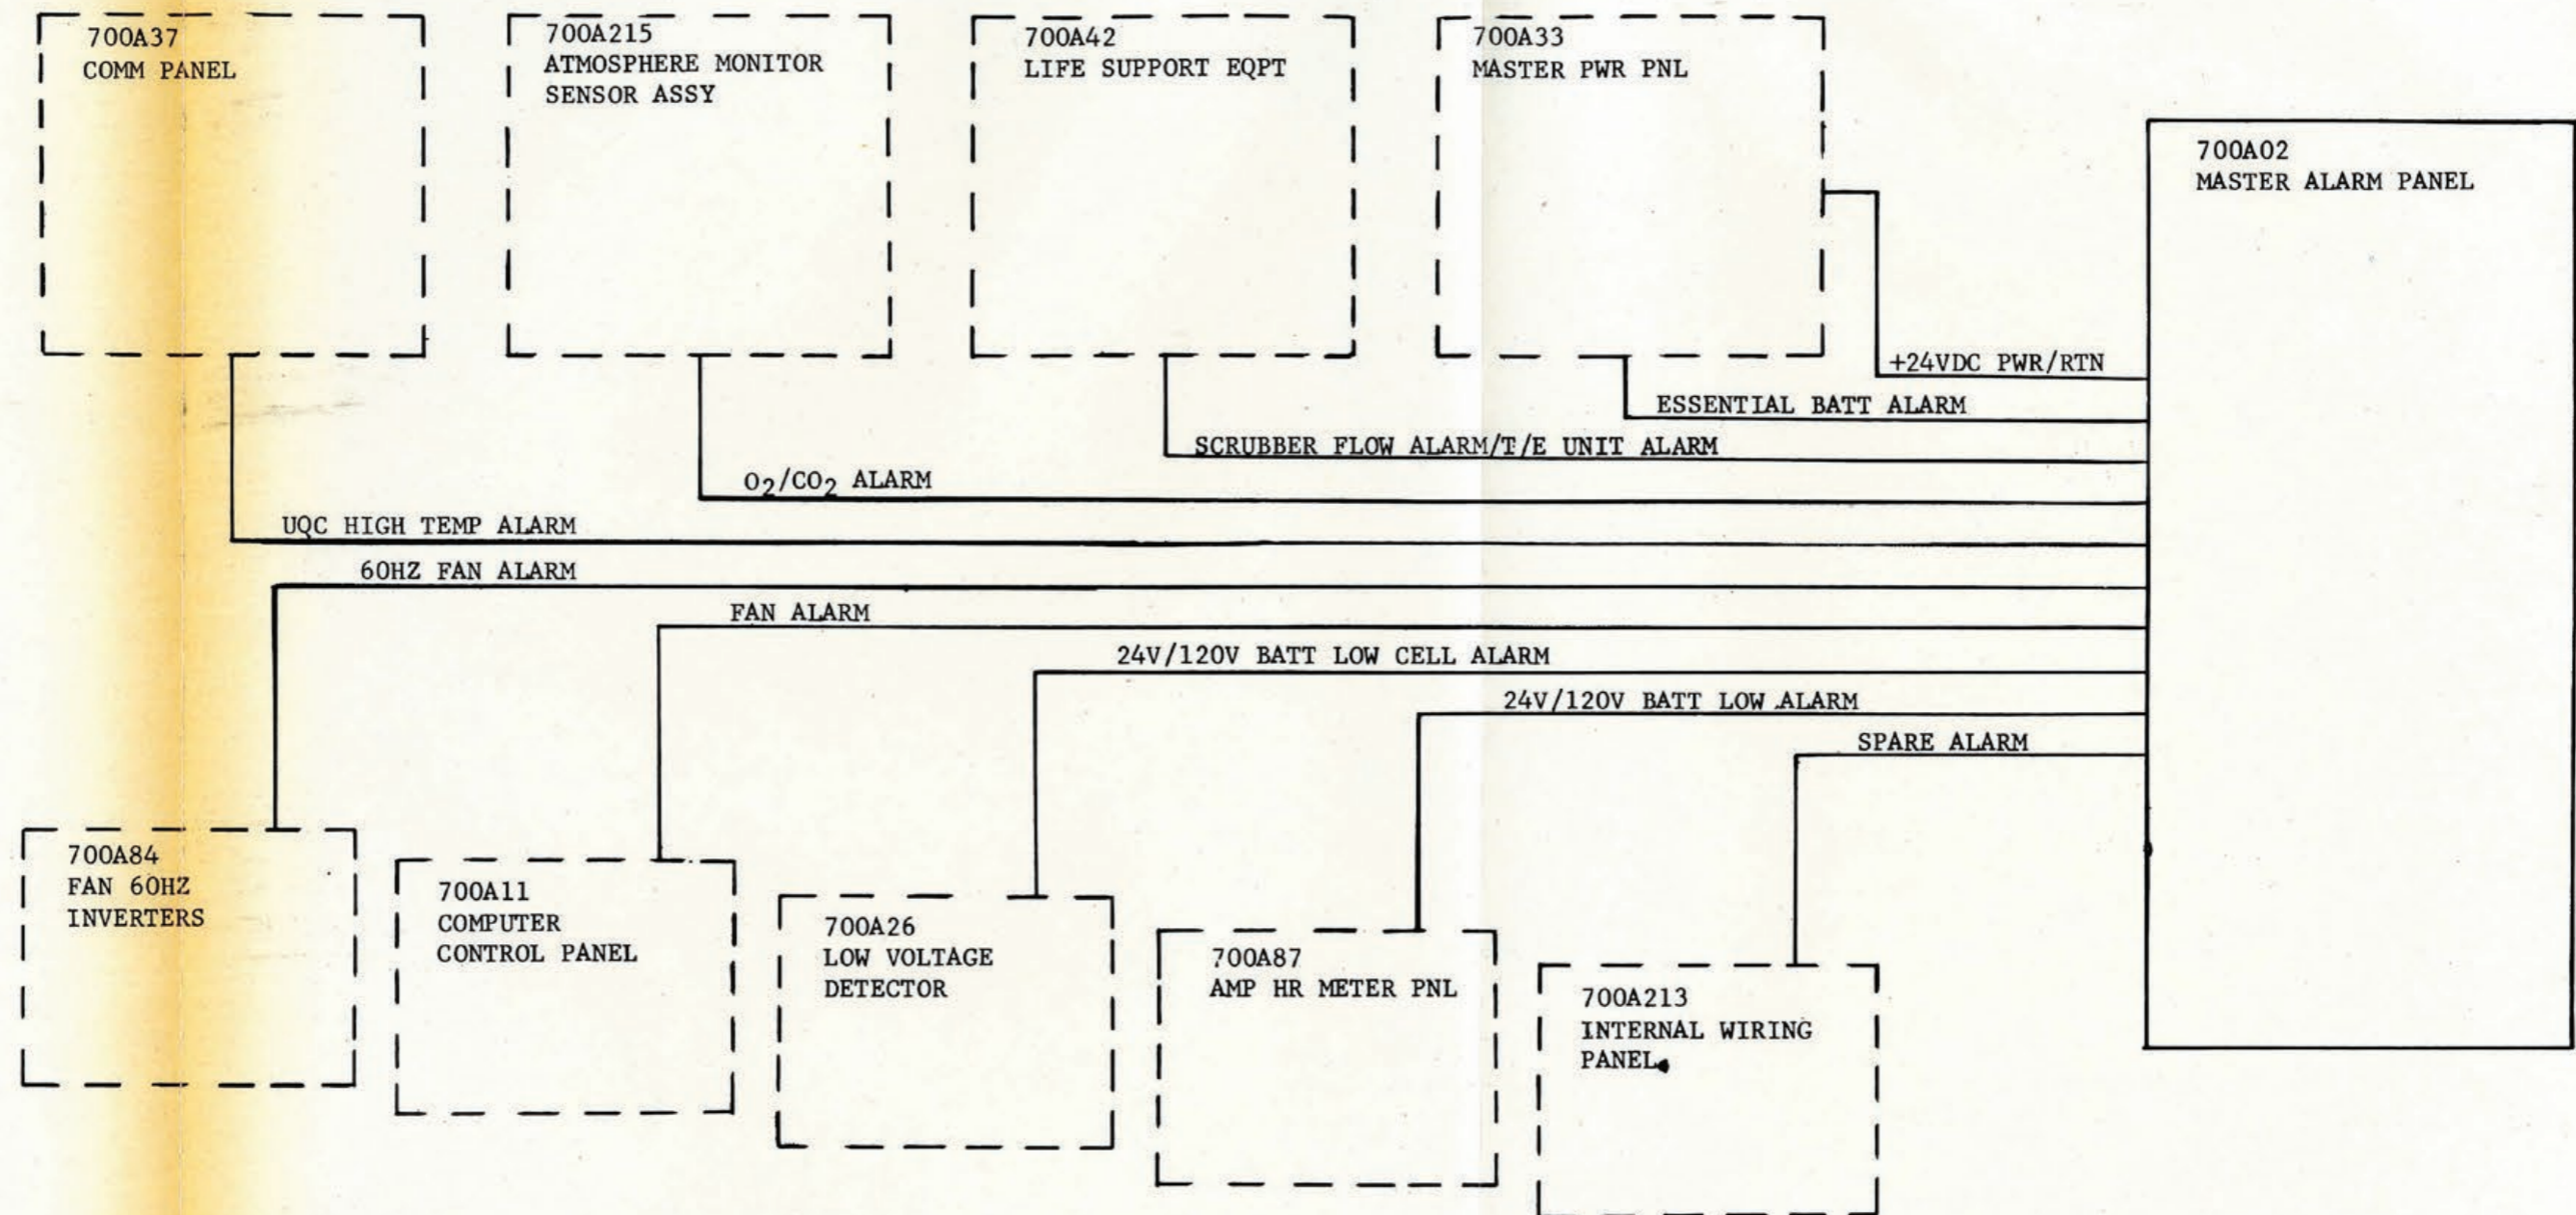 700A37
COMM PANEL
700A215
ATMOSPHERE MONITOR
SENSOR ASSY
700A42
LIFE SUPPORT EQPT
700A33
MASTER PWR PNL
700A02
MASTER ALARM PANEL
+24VDC PWR/RTN
ESSENTIAL BATT ALARM
SCRUBBER FLOW ALARM/T/E UNIT ALARM
O2/CO2 ALARM
UQC HIGH TEMP ALARM
60HZ FAN ALARM
FAN ALARM
24V/120V BATT LOW CELL ALARM
24V/120V BATT LOW ALARM
SPARE ALARM
700A84
FAN 60HZ
INVERTERS
700A11
COMPUTER
CONTROL PANEL
700A26
LOW VOLTAGE
DETECTOR
700A87
AMP HR METER PNL
700A213
INTERNAL WIRING
PANEL